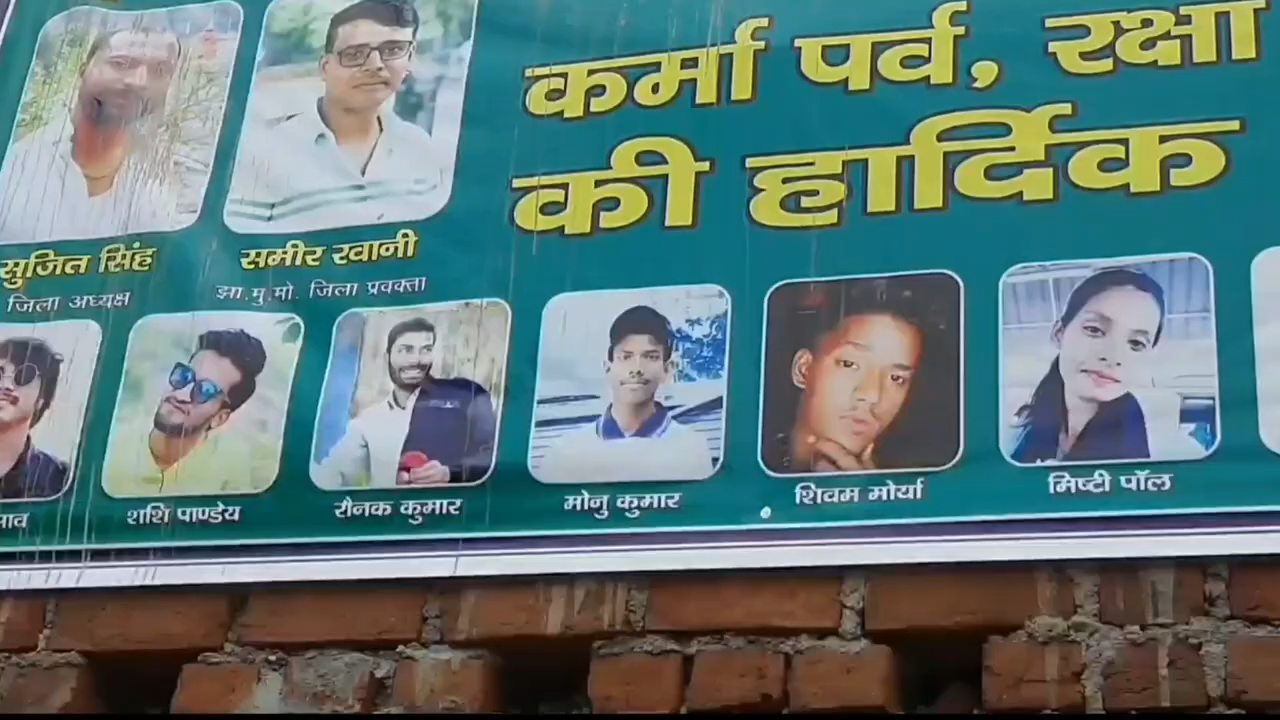 कर्मा पर्व, रक्षा
की हार्दिक
सुजित सिंह
जिला अध्यक्ष
समीर रवानी
झा.मु.मो. जिला प्रवक्ता
शशि पाण्डेय
रौनक कुमार
मोनु कुमार
शिवम मोर्या
मिष्टी पॉल